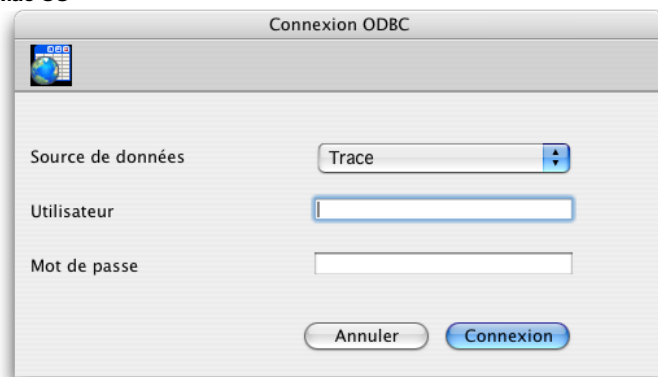 Connexion ODBC
Source de données
Trace
Utilisateur
Mot de passe
Annuler
Connexion